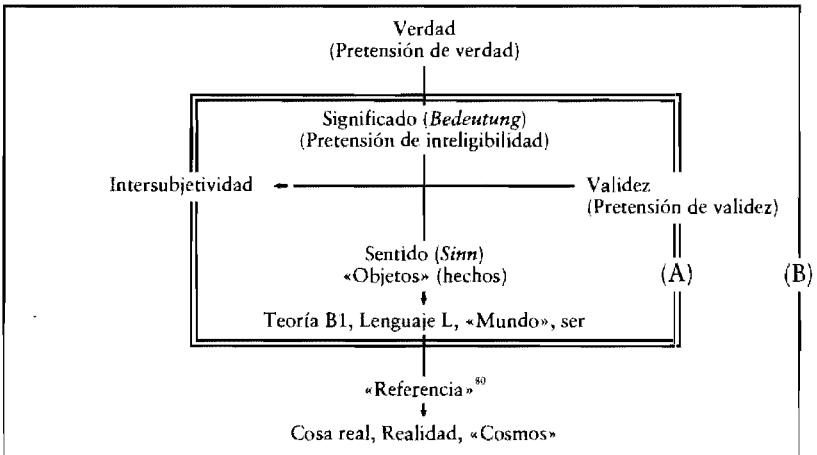 Verdad
(Pretensión de verdad)
Significado (Bedeutung)
(Pretensión de inteligibilidad)
Intersubjetividad
Validez
(Pretensión de validez)
Sentido (Sinn)
«Objetos» (hechos)
(A)
(B)
Teoría B1, Lenguaje L, «Mundo», ser
«Referencia»80
Cosa real, Realidad, «Cosmos»